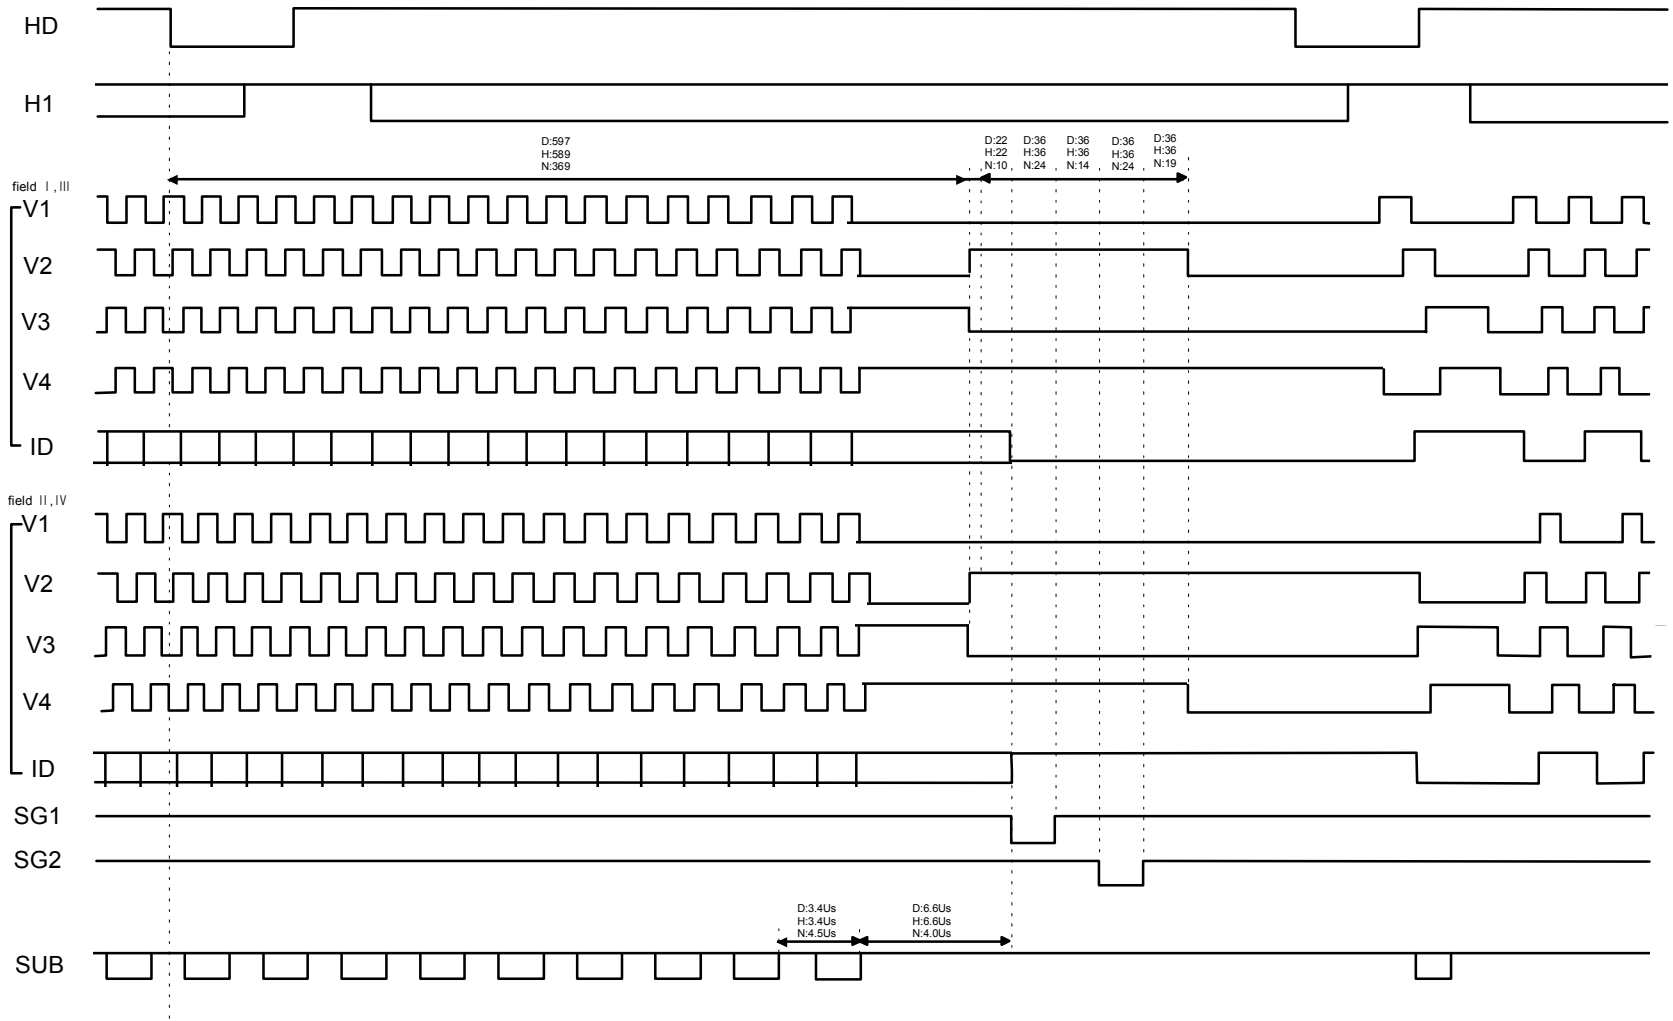 HD
H1
D:597
H:589
N:369
D:22
H:22
N:10
D:36
H:36
N:24
D:36
H:36
N:14
D:36
H:36
N:24
D:36
H:36
N:19
field I,III
V1
V2
V3
V4
ID
field II,IV
V1
V2
V3
V4
ID
SG1
SG2
D:3.4Us
H:3.4Us
N:4.5Us
D:6.6Us
H:6.6Us
N:4.0Us
SUB